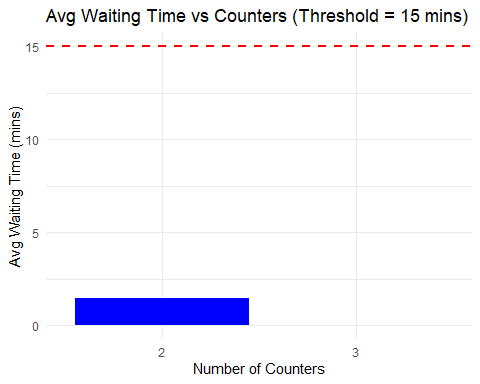 Avg Waiting Time vs Counters (Threshold = 15 mins)
Avg Waiting Time (mins)
15
10
5
0
2
3
Number of Counters